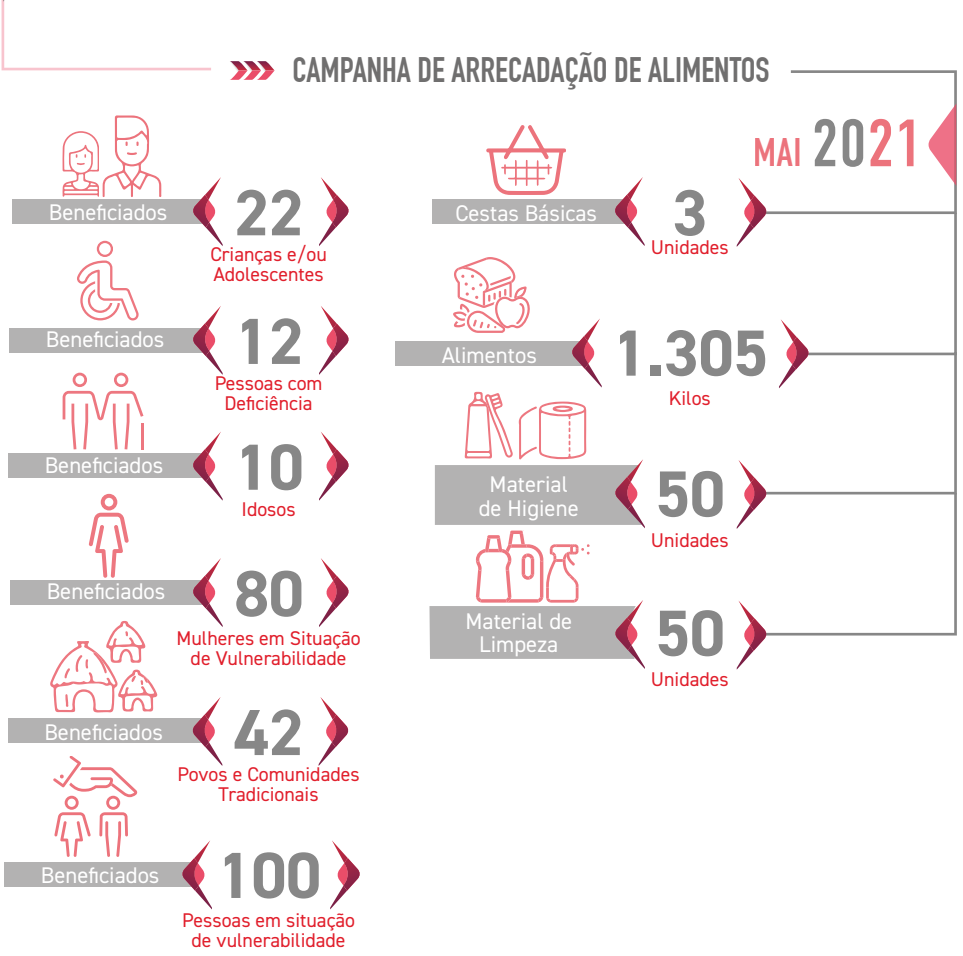 CAMPANHA DE ARRECADAÇÃO DE ALIMENTOS
MAI 2021
Beneficiados
22
Crianças e/ou
Adolescentes
Beneficiados
12
Pessoas com
Deficiência
Beneficiados
10
Idosos
Beneficiados
80
Mulheres em Situação
de Vulnerabilidade
Beneficiados
42
Povos e Comunidades
Tradicionais
Beneficiados
100
Pessoas em situação
de vulnerabilidade
Cestas Básicas
3
Unidades
Alimentos
1.305
Kilos
Material
de Higiene
50
Unidades
Material de
Limpeza
50
Unidades